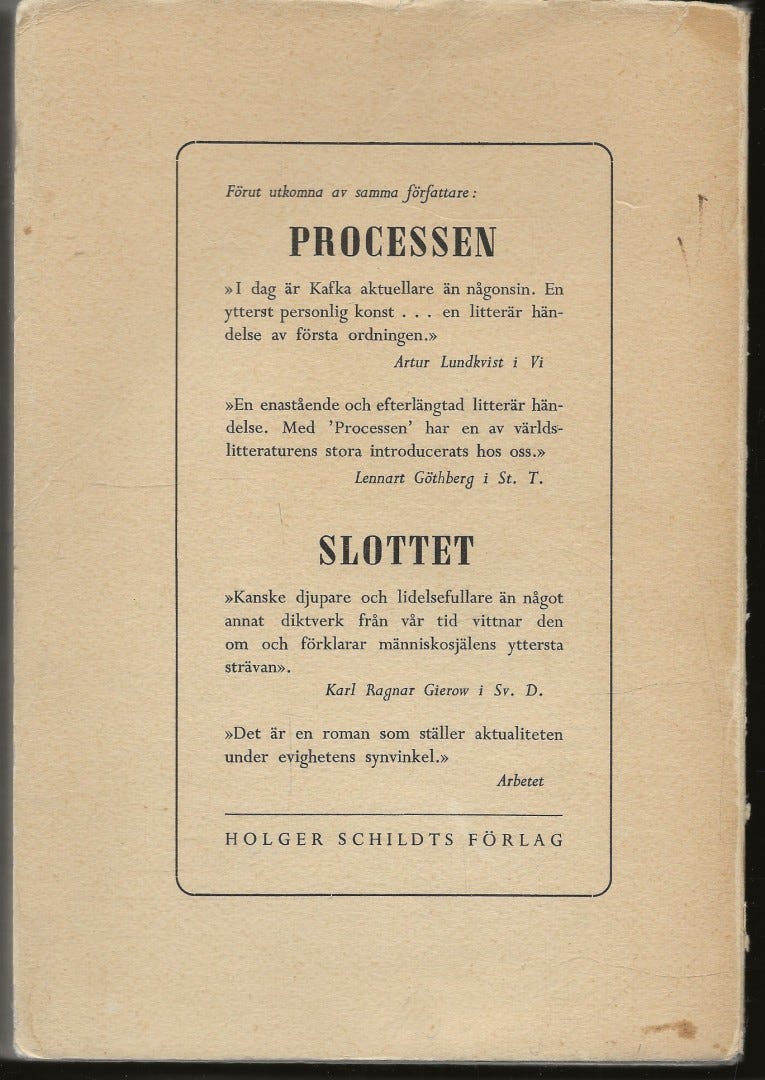 Förut utkomna av samma författare:
PROCESSEN
»I dag är Kafka aktuellare än någonsin. En
ytterst personlig konst . . . en litterär hän-
delse av första ordningen.»
Artur Lundkvist i Vi
»En enastående och efterlängtad litterär hän-
delse. Med ’Processen’ har en av världs-
litteraturens stora introducerats hos oss.»
Lennart Göthberg i St. T.
SLOTTET
»Kanske djupare och lidelsefullare än något
annat diktverk från vår tid vittnar den
om och förklarar människosjälens yttersta
strävan».
Karl Ragnar Gierow i Sv. D.
»Det är en roman som ställer aktualiteten
under evighetens synvinkel.»
Arbetet
HOLGER SCHILDTS FÖRLAG